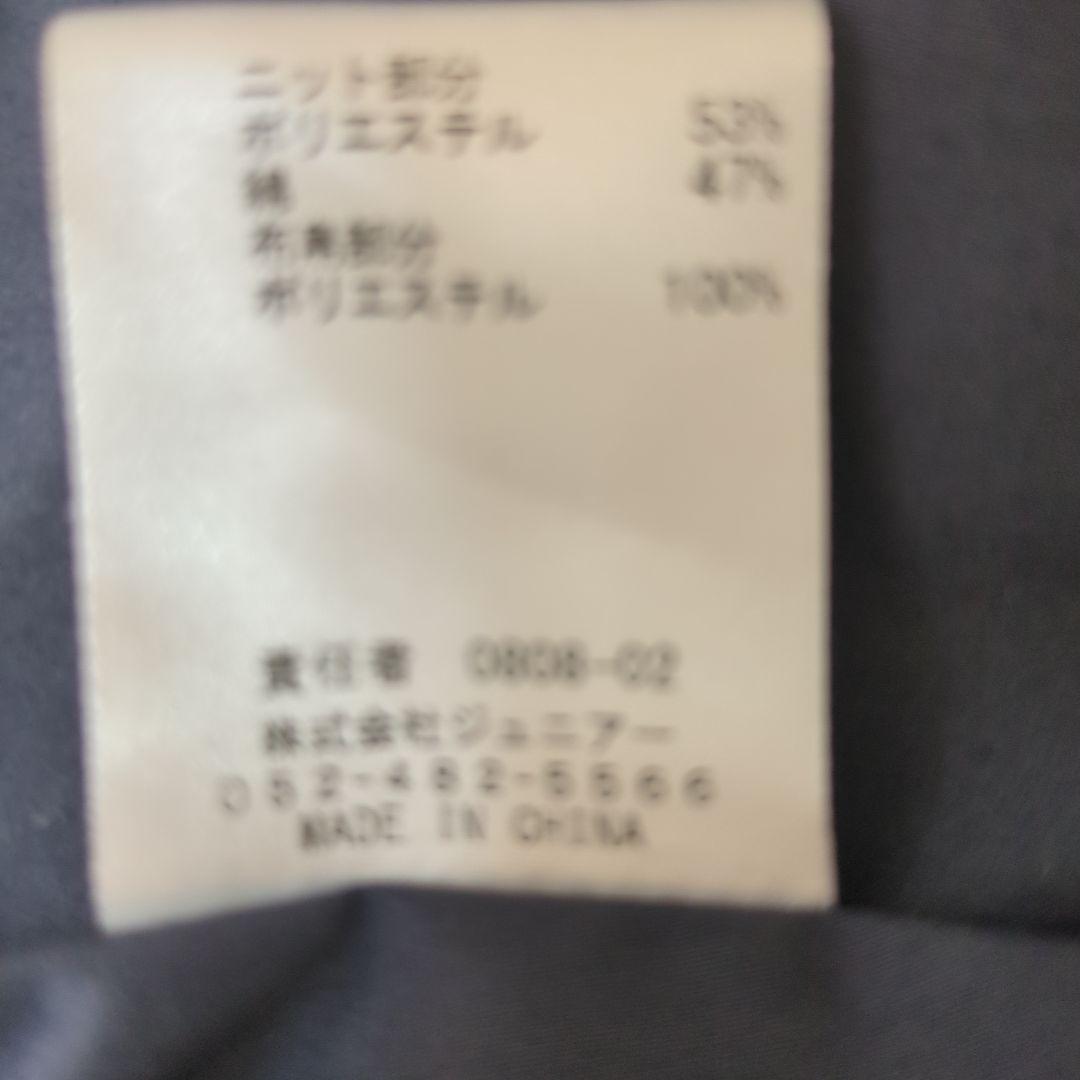 ニット部分
ポリエステル 53%
綿 47%
布帛部分
ポリエステル 100%
責任者 0808-02
株式会社ジュニアー
052-482-5566
MADE IN CHINA